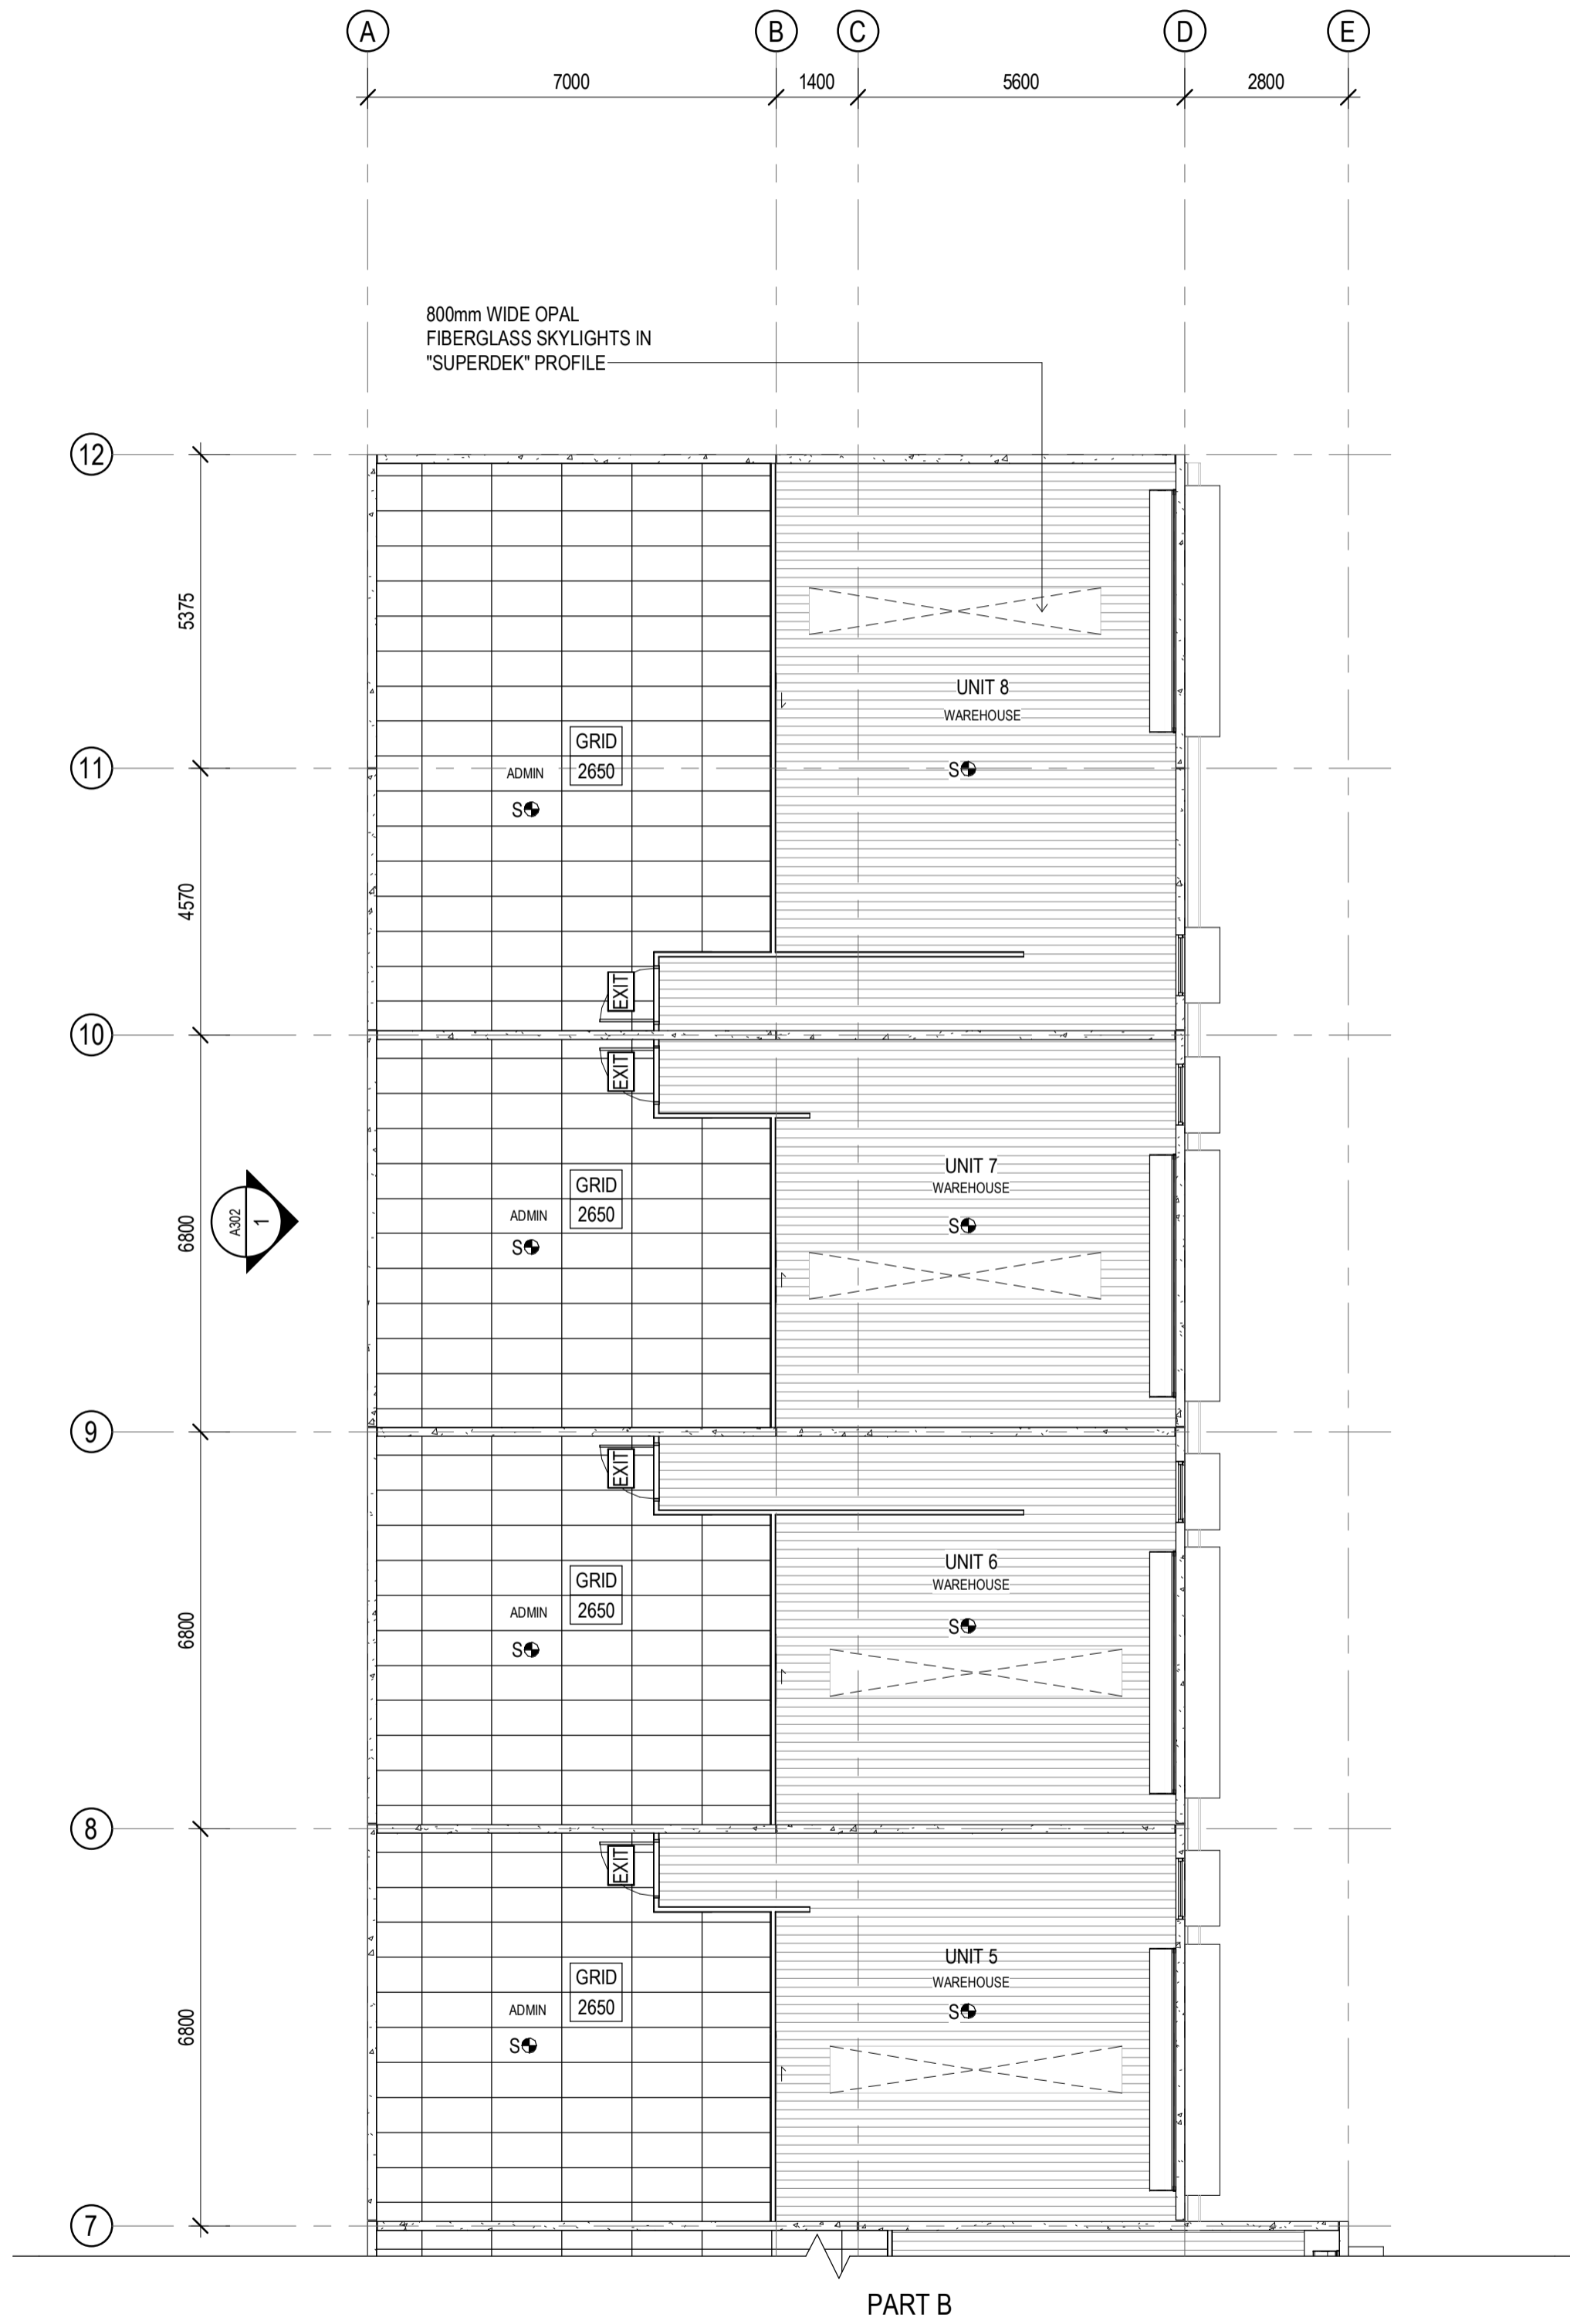 A
B
C
D
E
7000
1400
5600
2800
800mm WIDE OPAL
FIBERGLASS SKYLIGHTS IN
"SUPERDEK" PROFILE
12
5375
UNIT 8
WAREHOUSE
GRID
2650
ADMIN
S
S
11
4570
EXIT
10
EXIT
UNIT 7
WAREHOUSE
GRID
2650
ADMIN
S
S
A302
1
6800
9
EXIT
UNIT 6
WAREHOUSE
GRID
2650
ADMIN
S
S
6800
8
EXIT
UNIT 5
WAREHOUSE
GRID
2650
ADMIN
S
S
6800
7
PART B